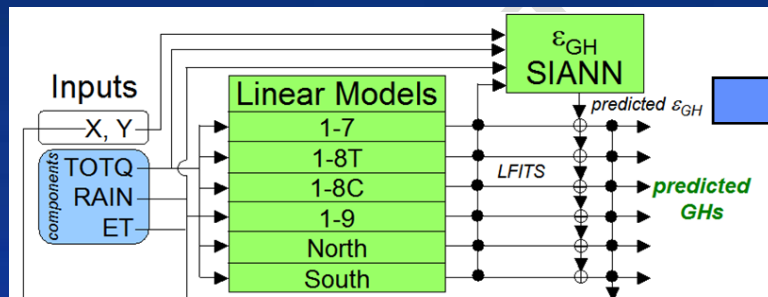 Inputs
X, Y
components
TOTQ
RAIN
ET
Linear Models
1-7
1-8T
1-8C
1-9
North
South
εGH
SIANN
predicted εGH
LFITS
predicted
GHs